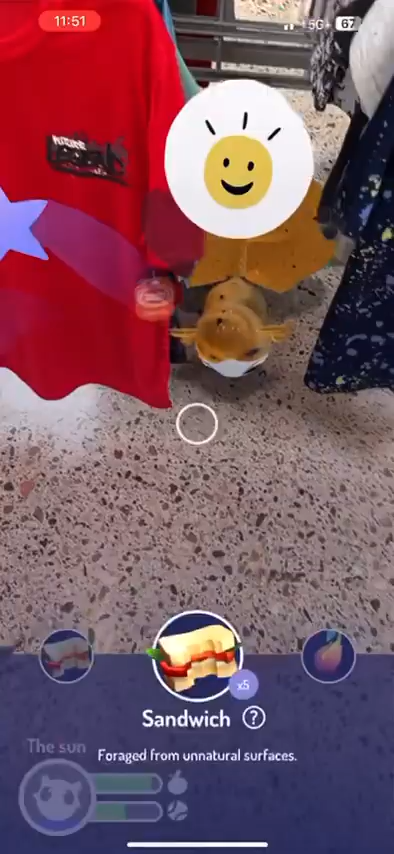 11:51
5G+ 67
x5
Sandwich ?
Foraged from unnatural surfaces.
The sun